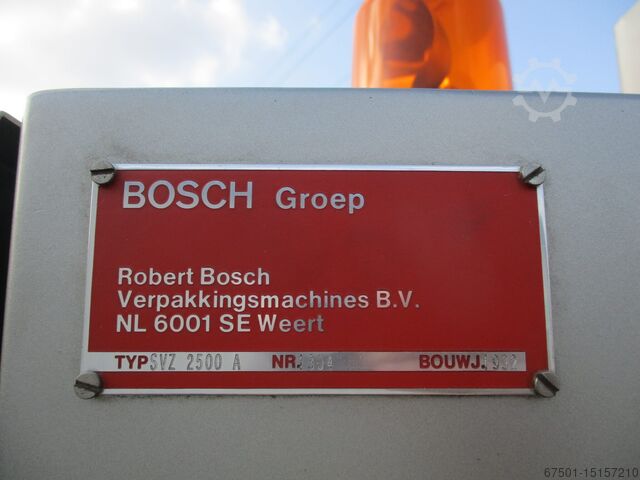 BOSCH Groep
Robert Bosch
Verpakkingsmachines B.V.
NL 6001 SE Weert
TYP SVZ 2500 A NR. BOUWJ.
67501-15157210